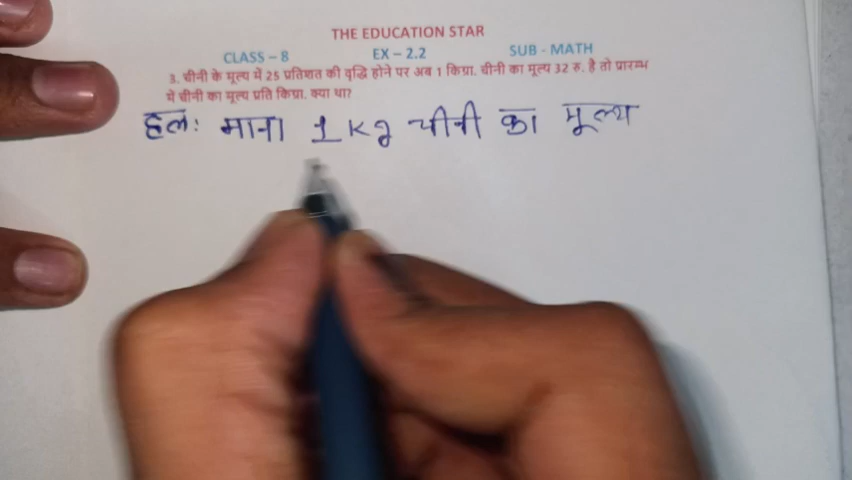 THE EDUCATION STAR
CLASS – 8 EX – 2.2 SUB - MATH
3. चीनी के मूल्य में 25 प्रतिशत की वृद्धि होने पर अब 1 किग्रा. चीनी का मूल्य 32 रु. है तो प्रारम्भ
में चीनी का मूल्य प्रति किग्रा. क्या था?
हल: माना 1 Kg चीनी का मूल्य